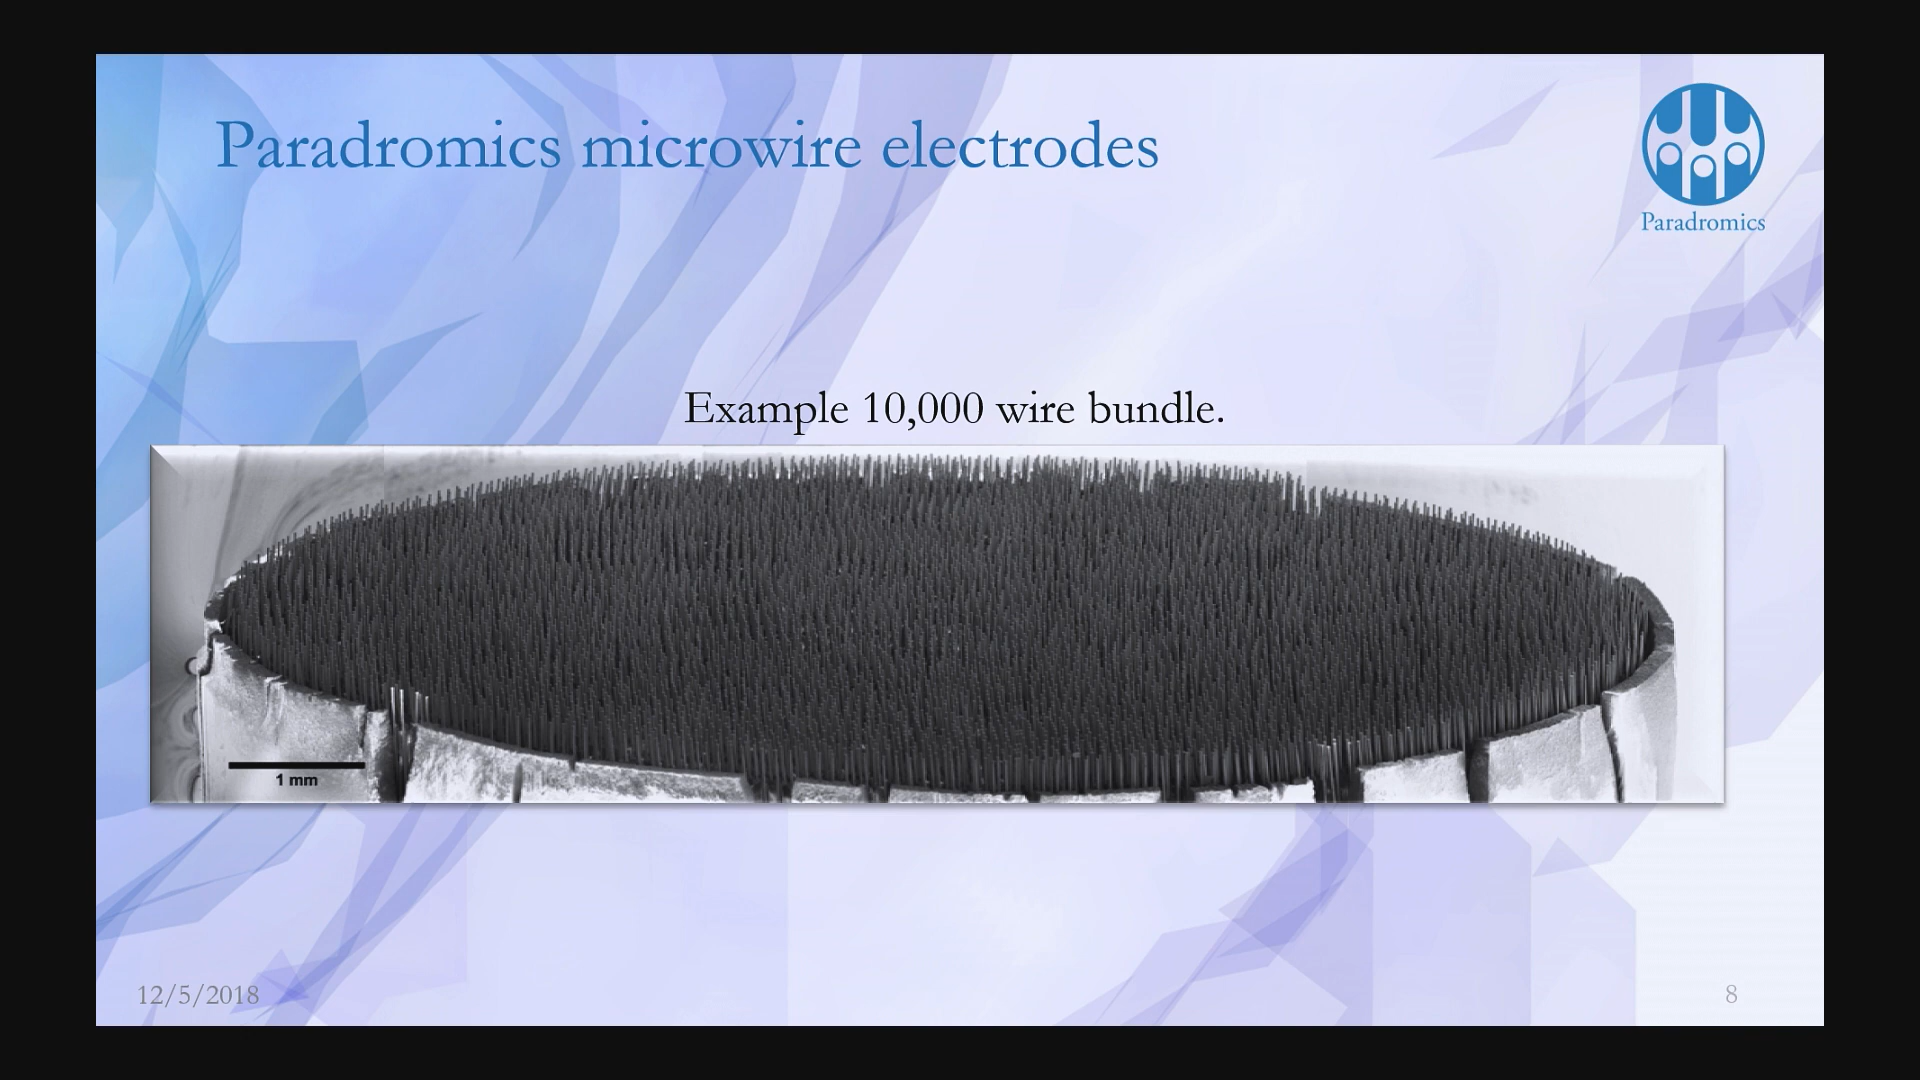 Paradromics microwire electrodes
Paradromics
Example 10,000 wire bundle.
1 mm
12/5/2018
8